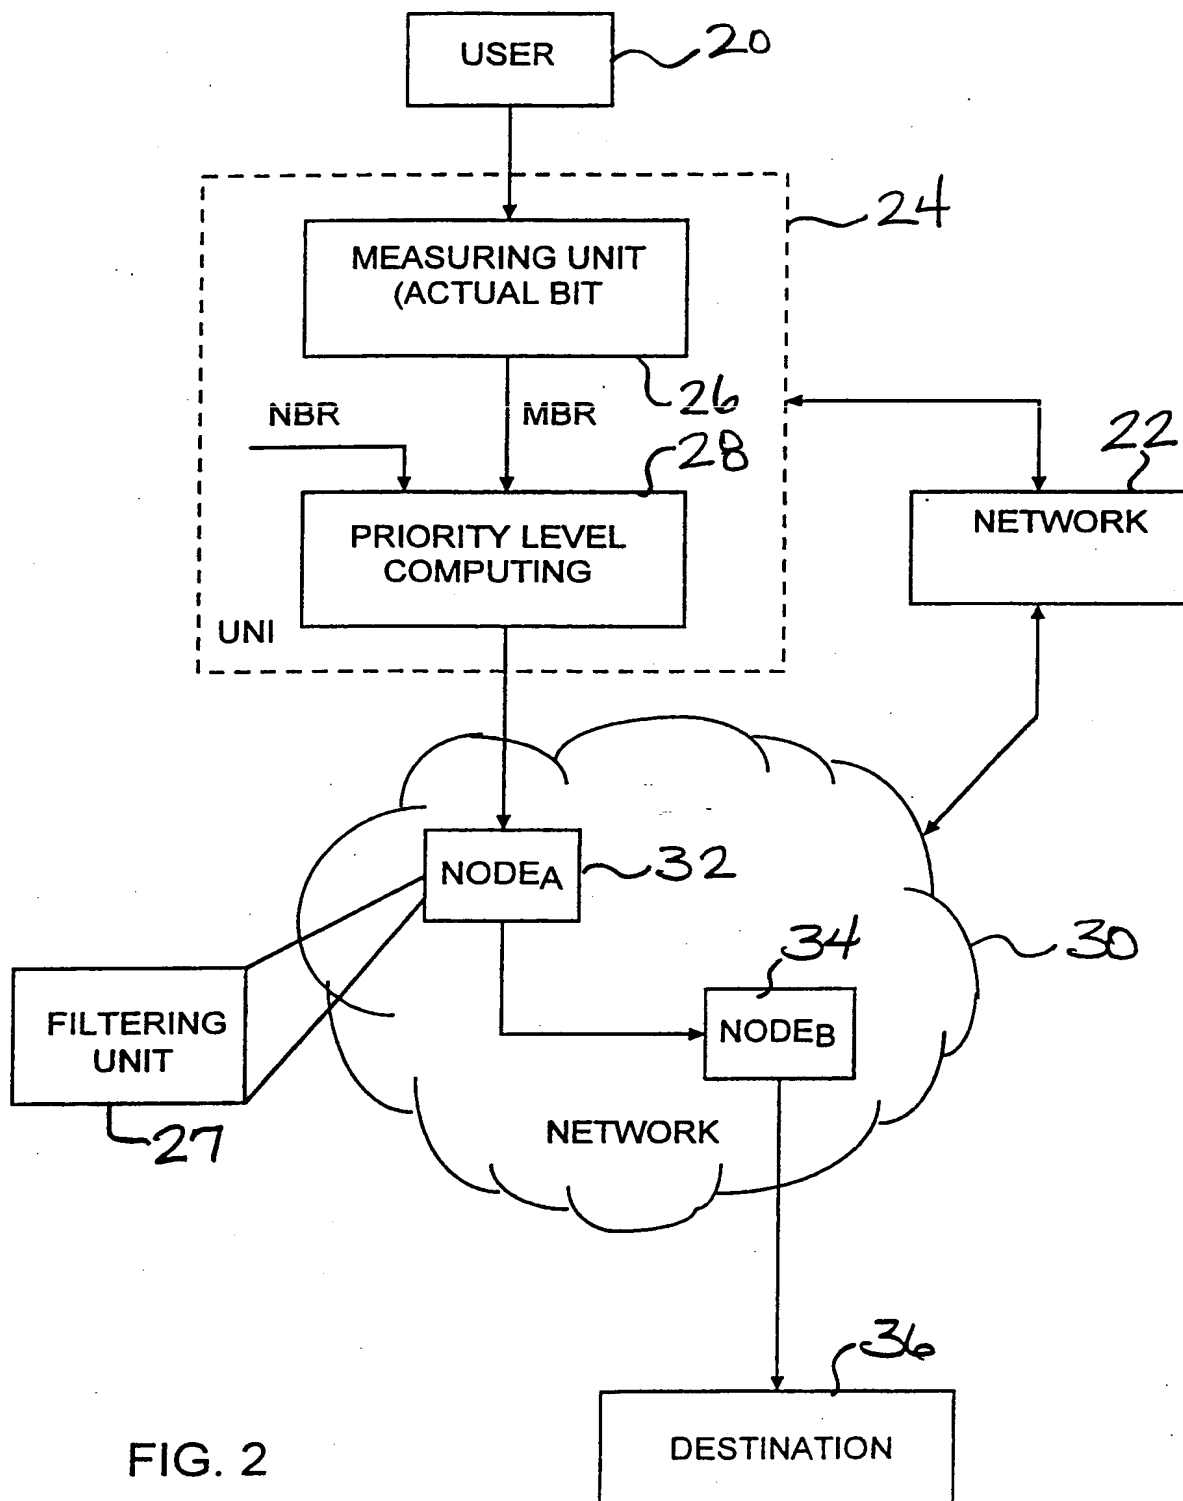 USER
20
24
MEASURING UNIT
(ACTUAL BIT
26
NBR
MBR
28
22
PRIORITY LEVEL
COMPUTING
NETWORK
UNI
NODEA
32
34
30
NODEB
FILTERING
UNIT
27
NETWORK
36
DESTINATION
FIG. 2